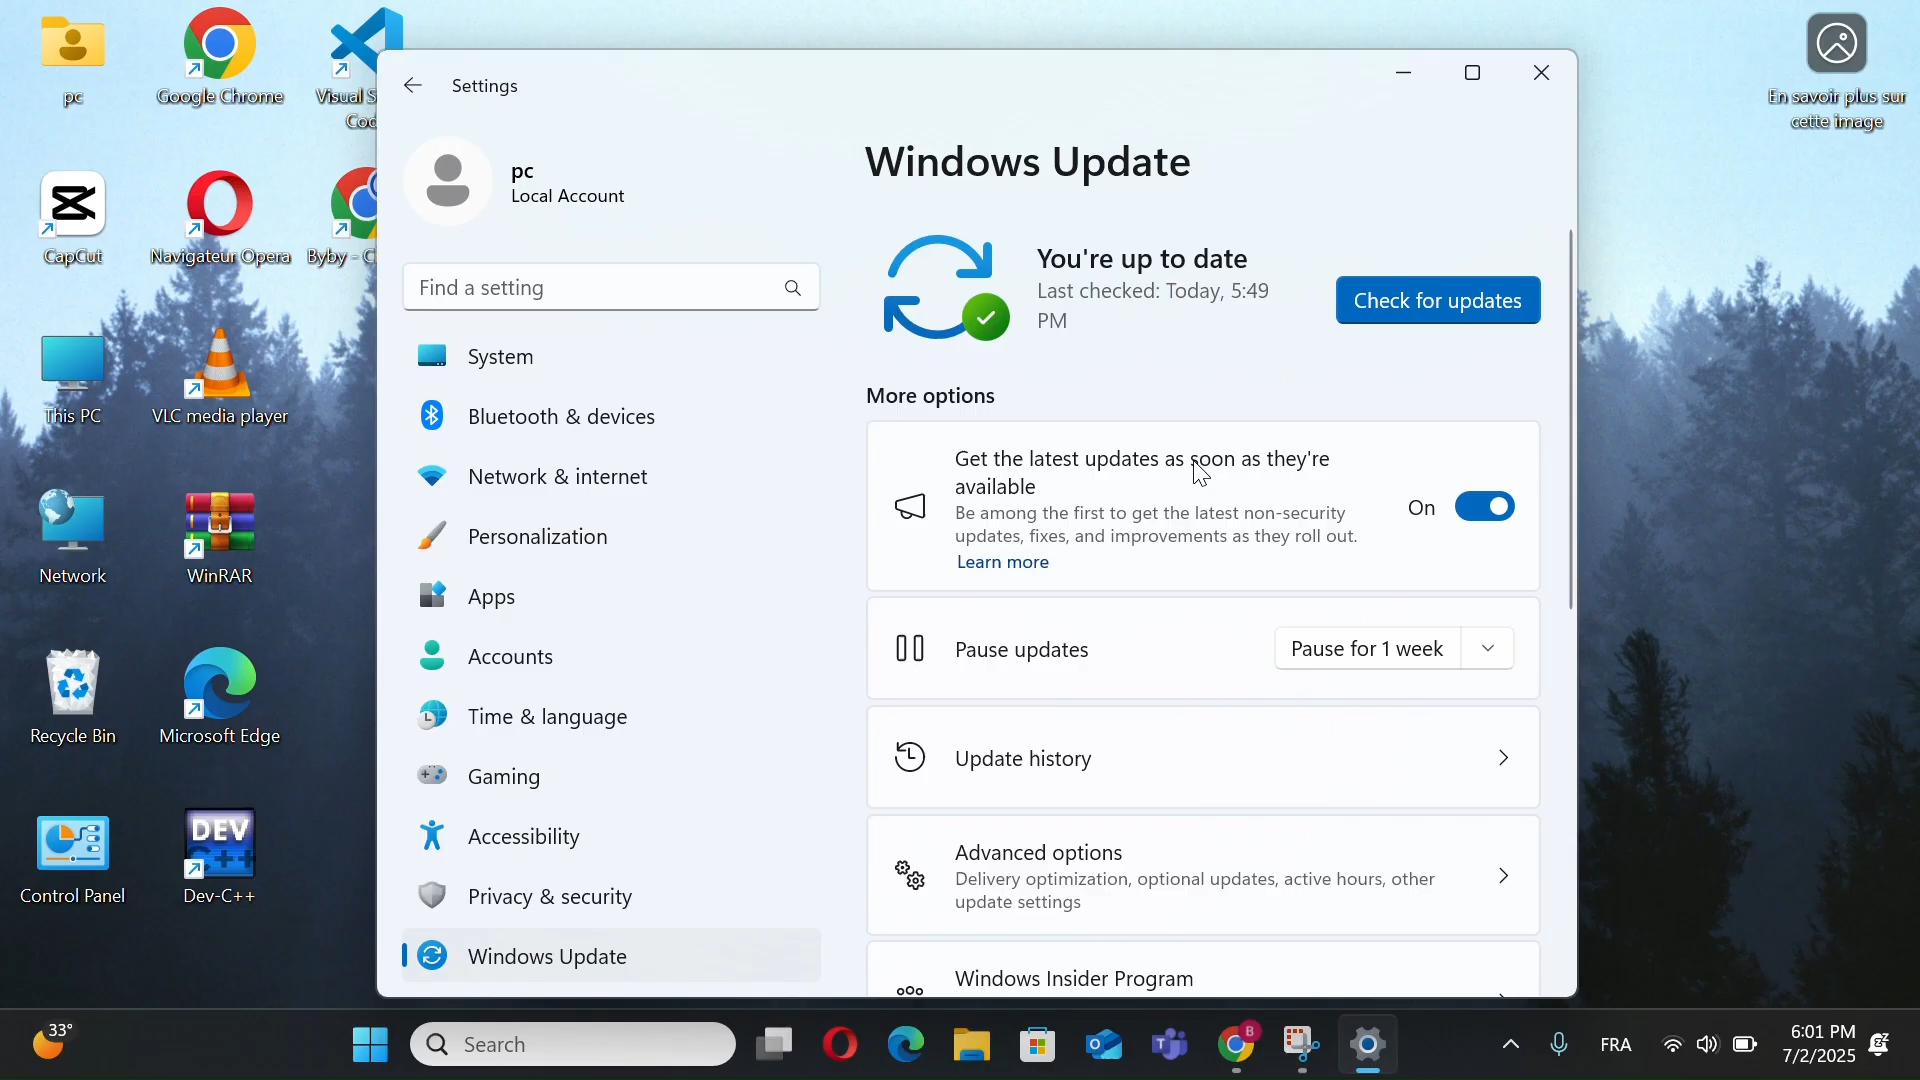 pc
Google Chrome
Visual S
Cod
CapCut
Navigateur Opera
Byby - C
This PC
VLC media player
Network
WinRAR
Recycle Bin
Microsoft Edge
Control Panel
DEV
C++
Dev-C++
En savoir plus sur
cette image
Settings
pc
Local Account
Find a setting
System
Bluetooth & devices
Network & internet
Personalization
Apps
Accounts
Time & language
Gaming
Accessibility
Privacy & security
Windows Update
Windows Update
You're up to date
Last checked: Today, 5:49
PM
Check for updates
More options
Get the latest updates as soon as they're
available
Be among the first to get the latest non-security
updates, fixes, and improvements as they roll out.
Learn more
On
Pause updates
Pause for 1 week
Update history
Advanced options
Delivery optimization, optional updates, active hours, other
update settings
Windows Insider Program
33°
Search
B
FRA
6:01 PM
7/2/2025